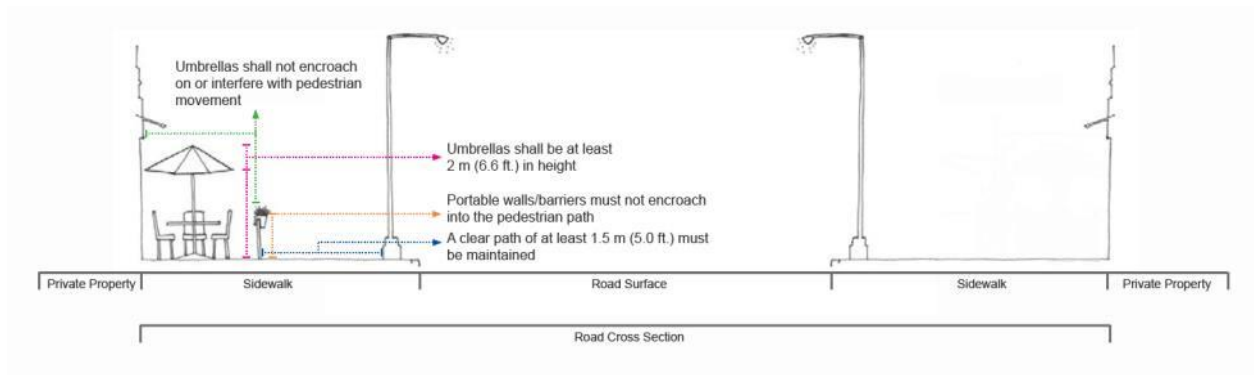 Umbrellas shall not encroach
on or interfere with pedestrian
movement
Umbrellas shall be at least
2 m (6.6 ft.) in height
Portable walls/barriers must not encroach
into the pedestrian path
A clear path of at least 1.5 m (5.0 ft.) must
be maintained
Private Property
Sidewalk
Road Surface
Sidewalk
Private Property
Road Cross Section